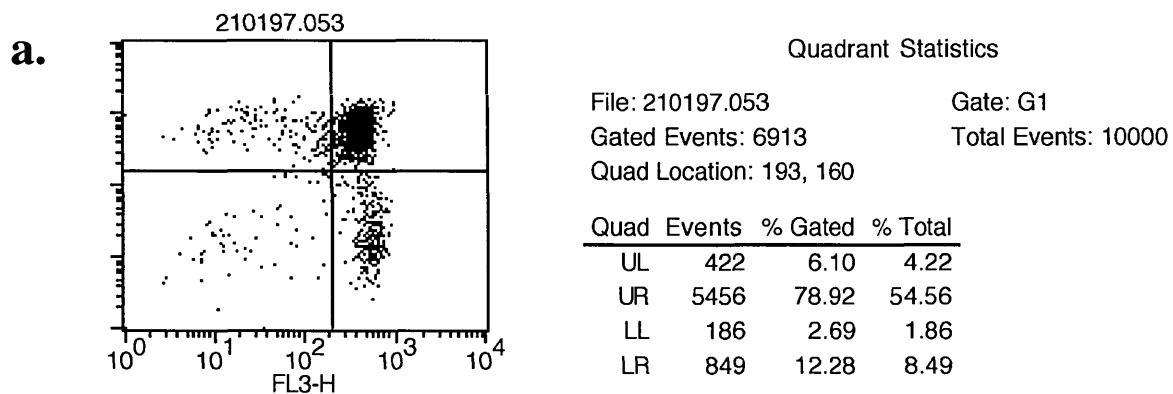 a.
210197.053
10^0 10^1 10^2 10^3 10^4
FL3-H
Quadrant Statistics
File: 210197.053 Gate: G1
Gated Events: 6913 Total Events: 10000
Quad Location: 193, 160
Quad Events % Gated % Total
UL 422 6.10 4.22
UR 5456 78.92 54.56
LL 186 2.69 1.86
LR 849 12.28 8.49